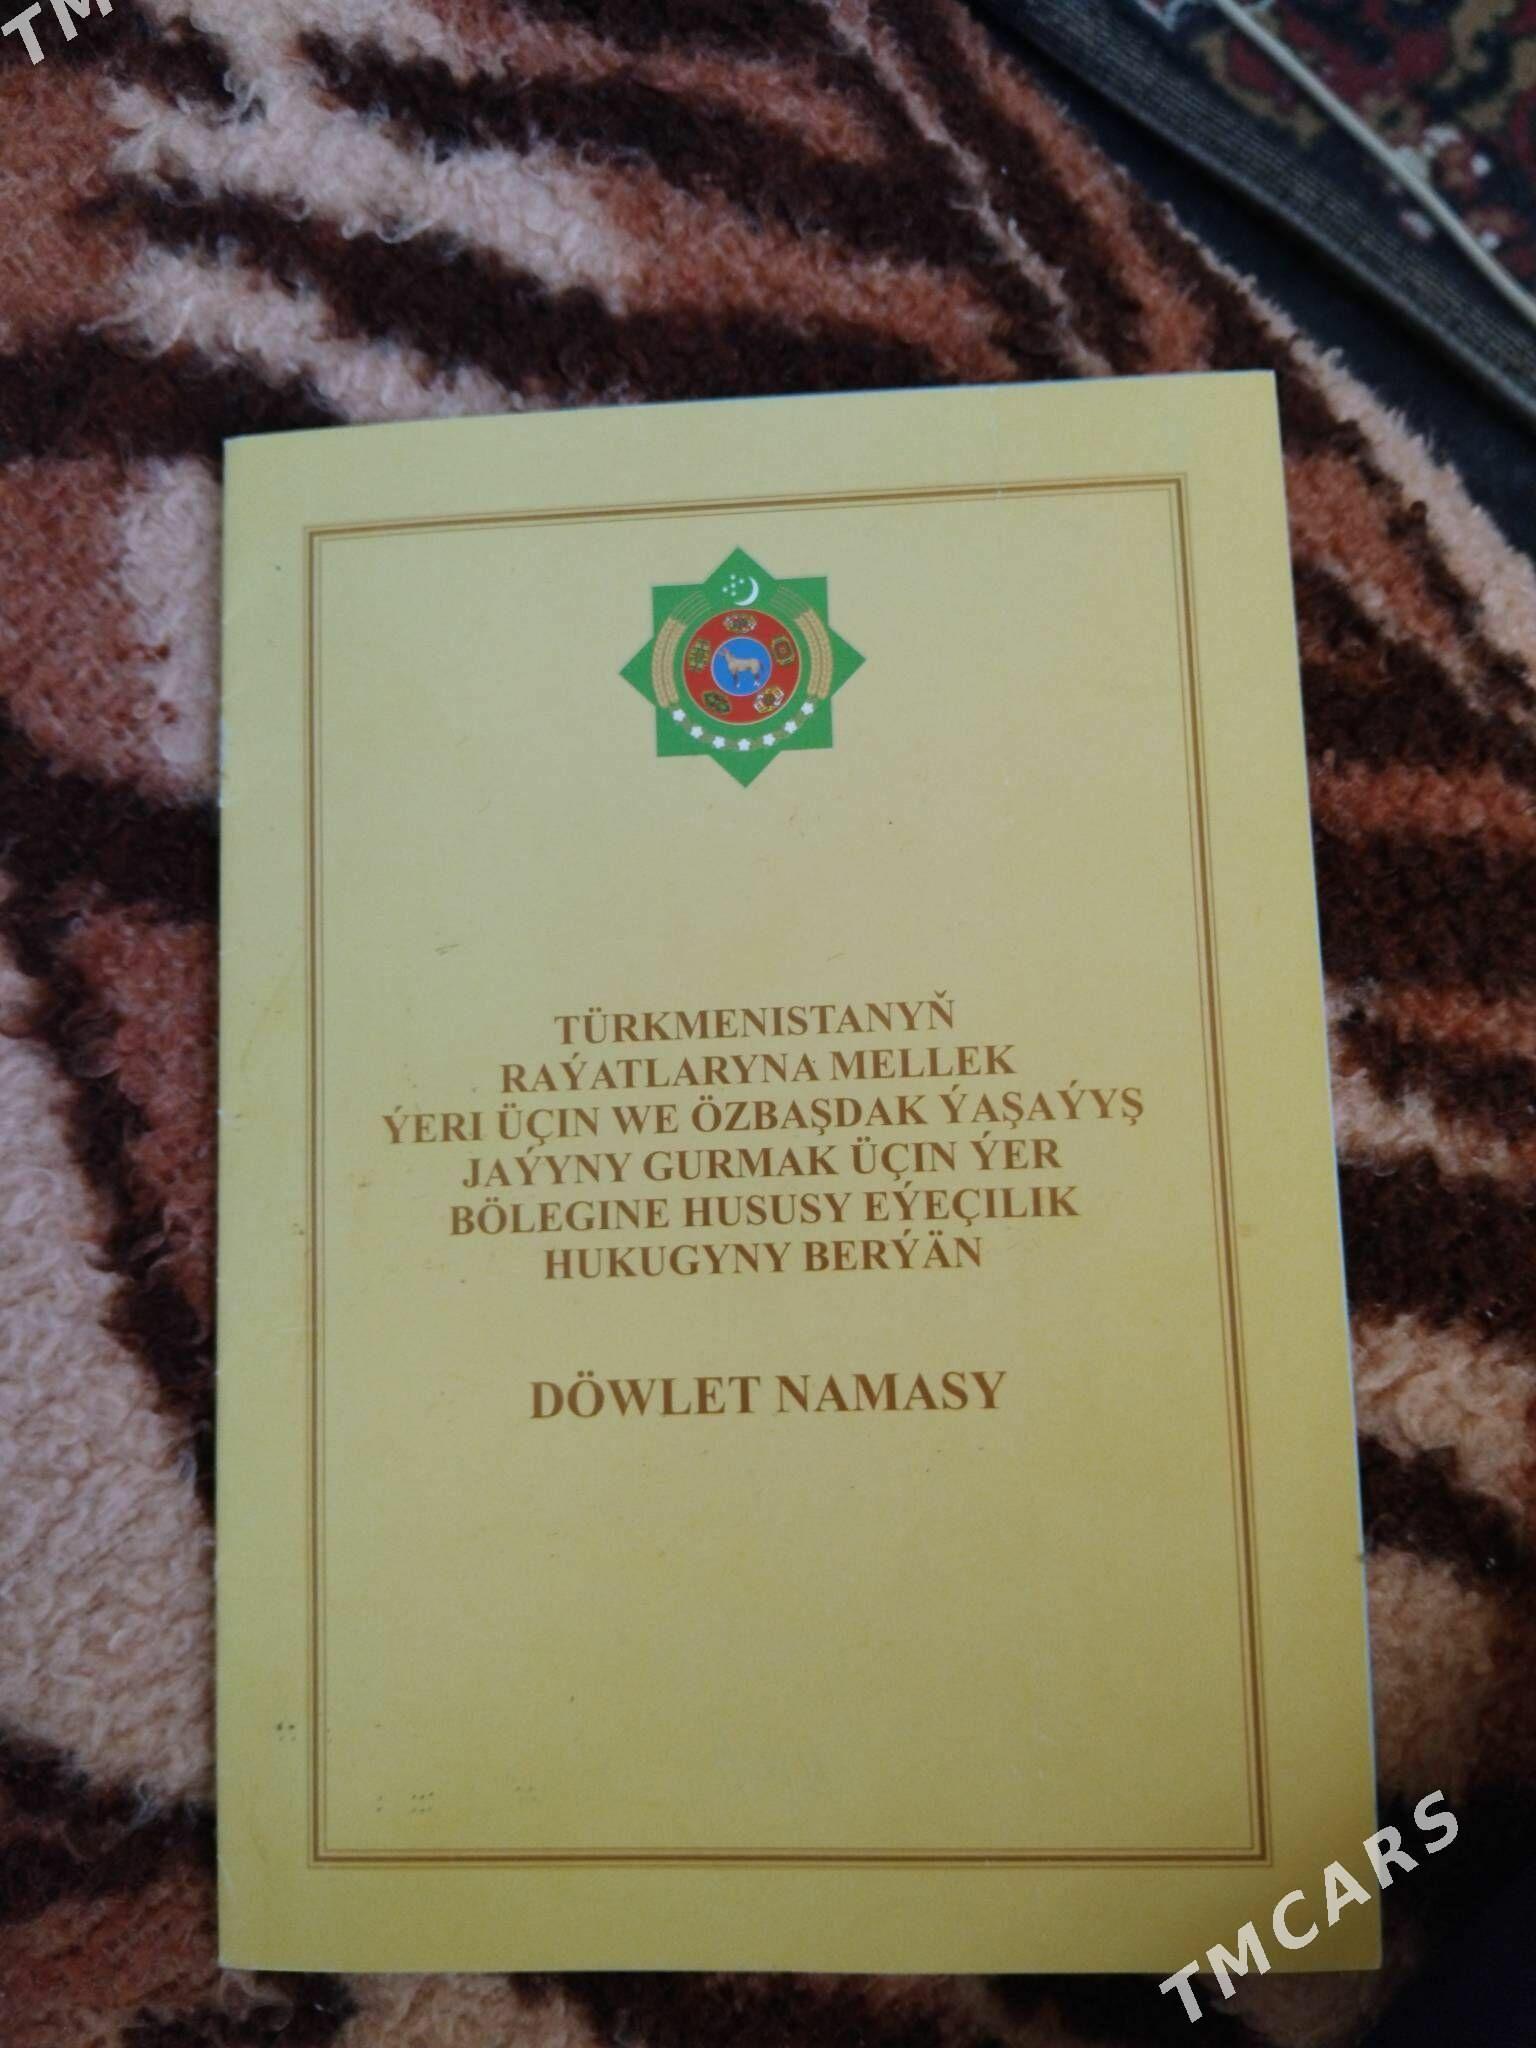 TM
TÜRKMENISTANYŇ
RAÝATLARYNA MELLEK
ÝERI ÜÇIN WE ÖZBAŞDAK ÝAŞAÝYŞ
JAÝYNY GURMAK ÜÇIN ÝER
BÖLEGINE HUSUSY EÝEÇILIK
HUKUGYNY BERÝÄN
DÖWLET NAMASY
TMCARS